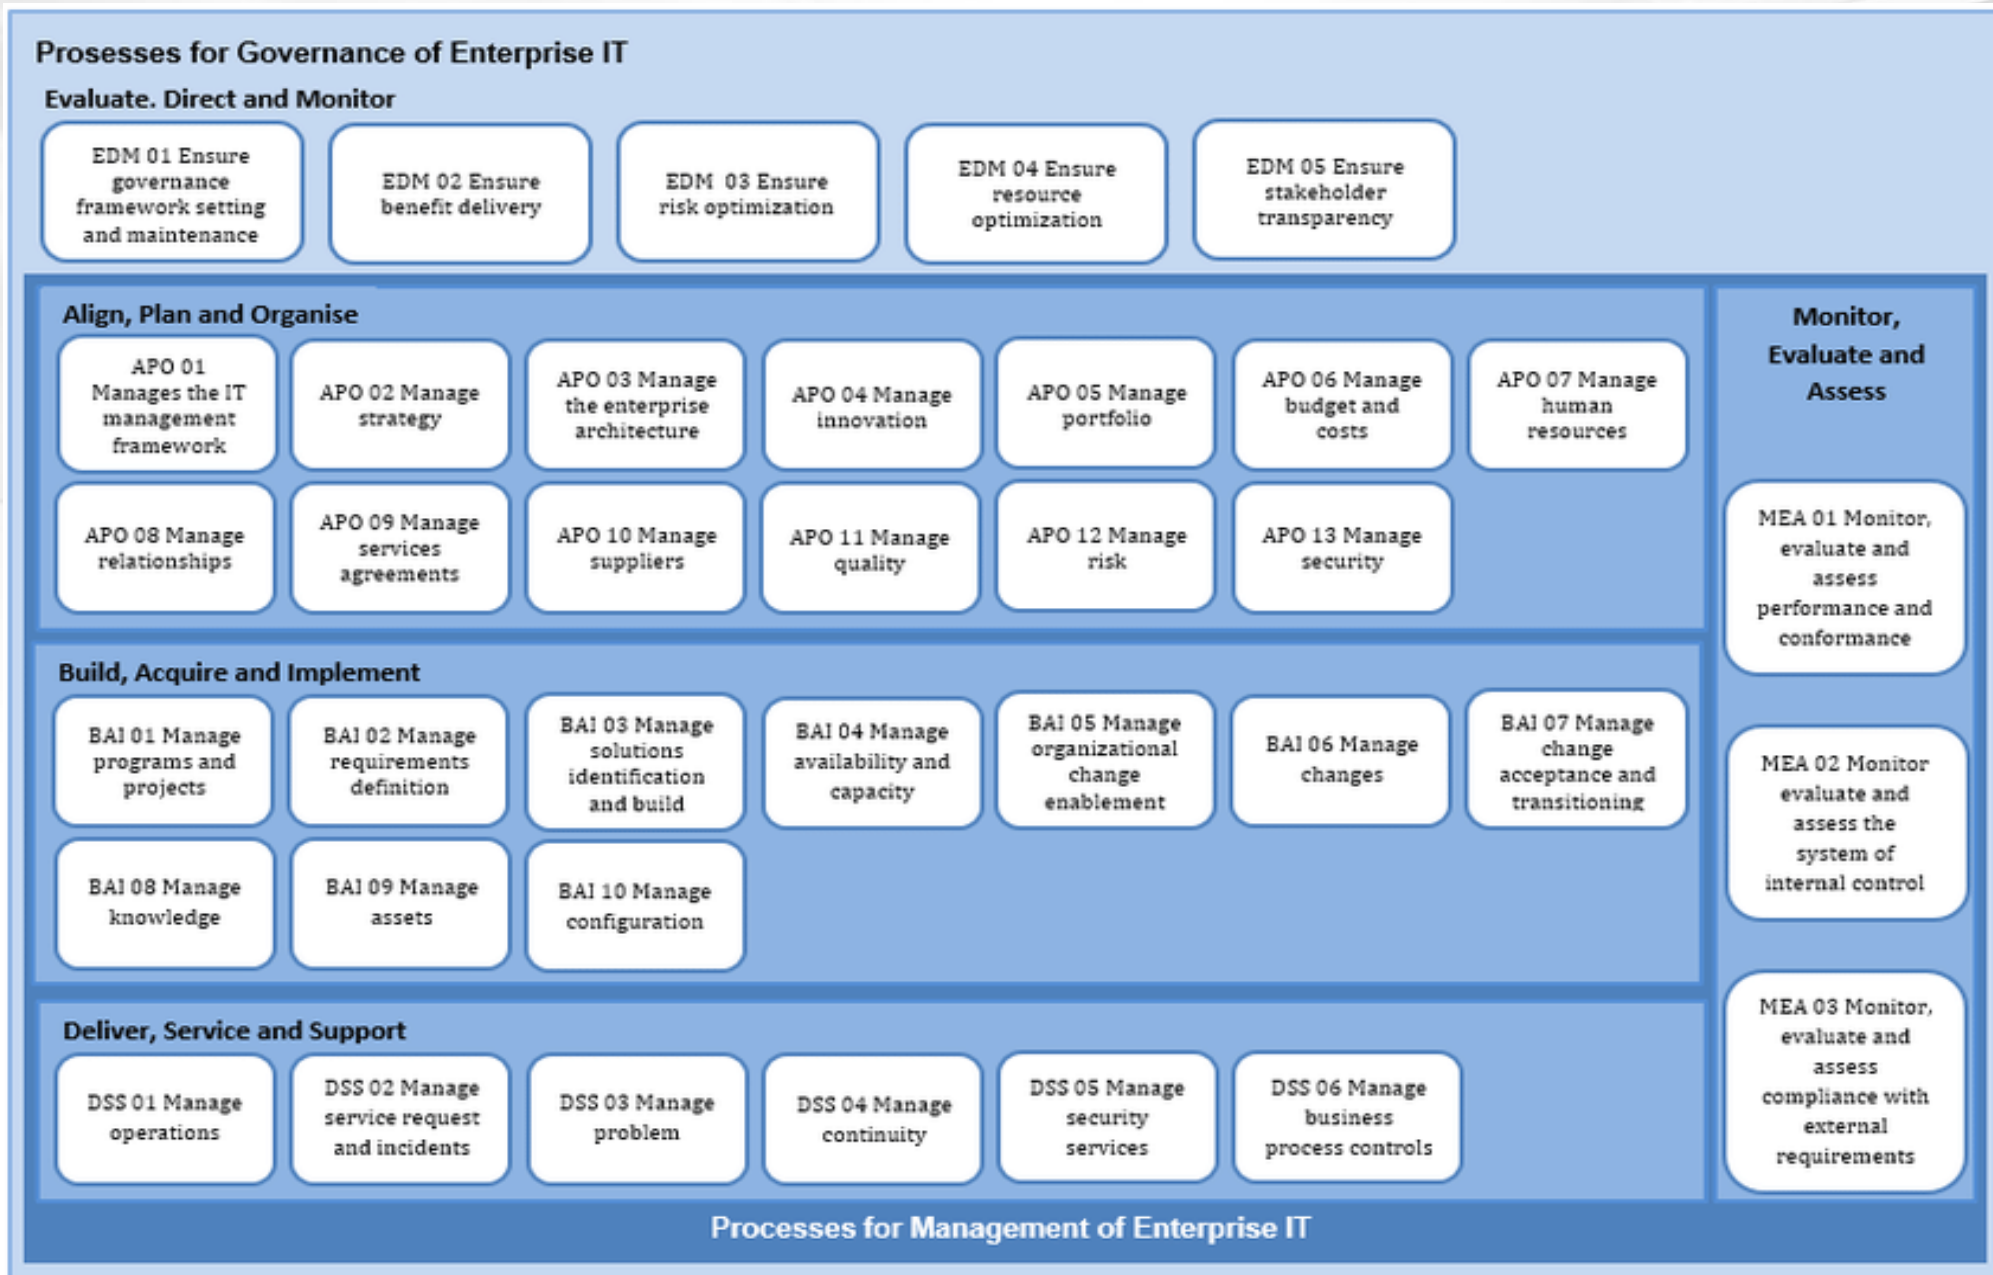 Prosesses for Governance of Enterprise IT
Evaluate. Direct and Monitor
EDM 01 Ensure
governance
framework setting
and maintenance
EDM 02 Ensure
benefit delivery
EDM 03 Ensure
risk optimization
EDM 04 Ensure
resource
optimization
EDM 05 Ensure
stakeholder
transparency
Align, Plan and Organise
APO 01
Manages the IT
management
framework
APO 02 Manage
strategy
APO 03 Manage
the enterprise
architecture
APO 04 Manage
innovation
APO 05 Manage
portfolio
APO 06 Manage
budget and
costs
APO 07 Manage
human
resources
APO 08 Manage
relationships
APO 09 Manage
services
agreements
APO 10 Manage
suppliers
APO 11 Manage
quality
APO 12 Manage
risk
APO 13 Manage
security
Build, Acquire and Implement
BAI 01 Manage
programs and
projects
BAI 02 Manage
requirements
definition
BAI 03 Manage
solutions
identification
and build
BAI 04 Manage
availability and
capacity
BAI 05 Manage
organizational
change
enablement
BAI 06 Manage
changes
BAI 07 Manage
change
acceptance and
transitioning
BAI 08 Manage
knowledge
BAI 09 Manage
assets
BAI 10 Manage
configuration
Deliver, Service and Support
DSS 01 Manage
operations
DSS 02 Manage
service request
and incidents
DSS 03 Manage
problem
DSS 04 Manage
continuity
DSS 05 Manage
security
services
DSS 06 Manage
business
process controls
Monitor,
Evaluate and
Assess
MEA 01 Monitor,
evaluate and
assess
performance and
conformance
MEA 02 Monitor
evaluate and
assess the
system of
internal control
MEA 03 Monitor,
evaluate and
assess
compliance with
external
requirements
Processes for Management of Enterprise IT